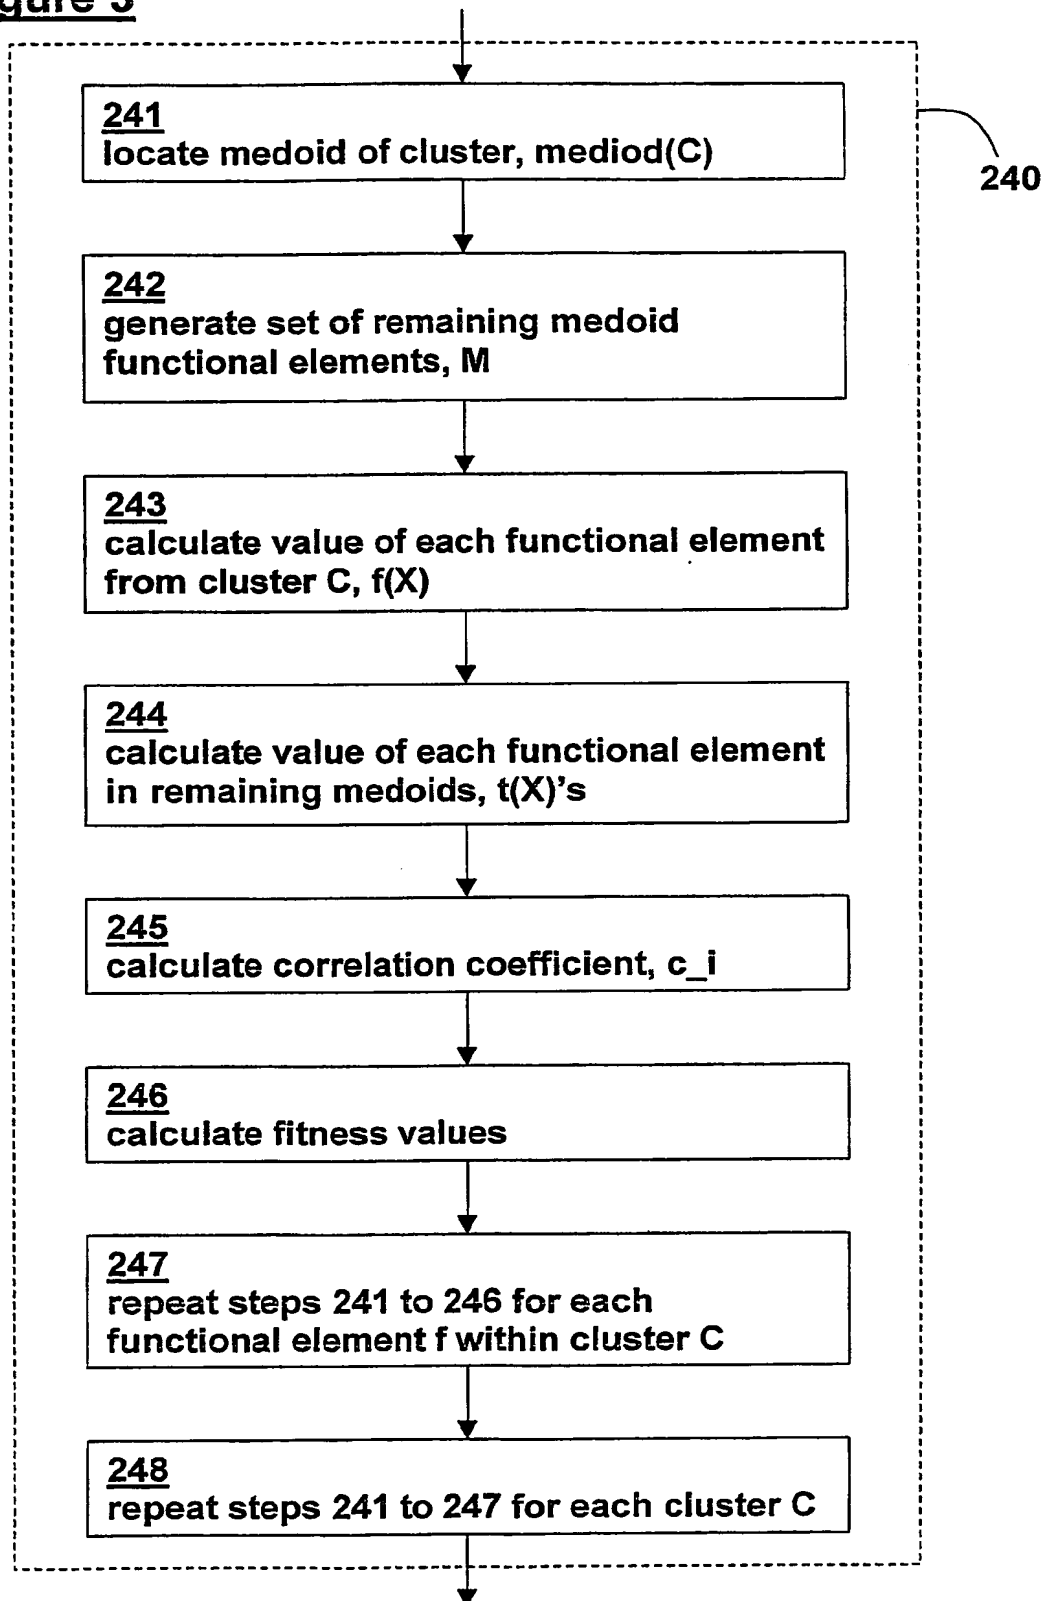 241
locate medoid of cluster, mediod(C)
240
242
generate set of remaining medoid
functional elements, M
243
calculate value of each functional element
from cluster C, f(X)
244
calculate value of each functional element
in remaining medoids, t(X)'s
245
calculate correlation coefficient, c_i
246
calculate fitness values
247
repeat steps 241 to 246 for each
functional element f within cluster C
248
repeat steps 241 to 247 for each cluster C